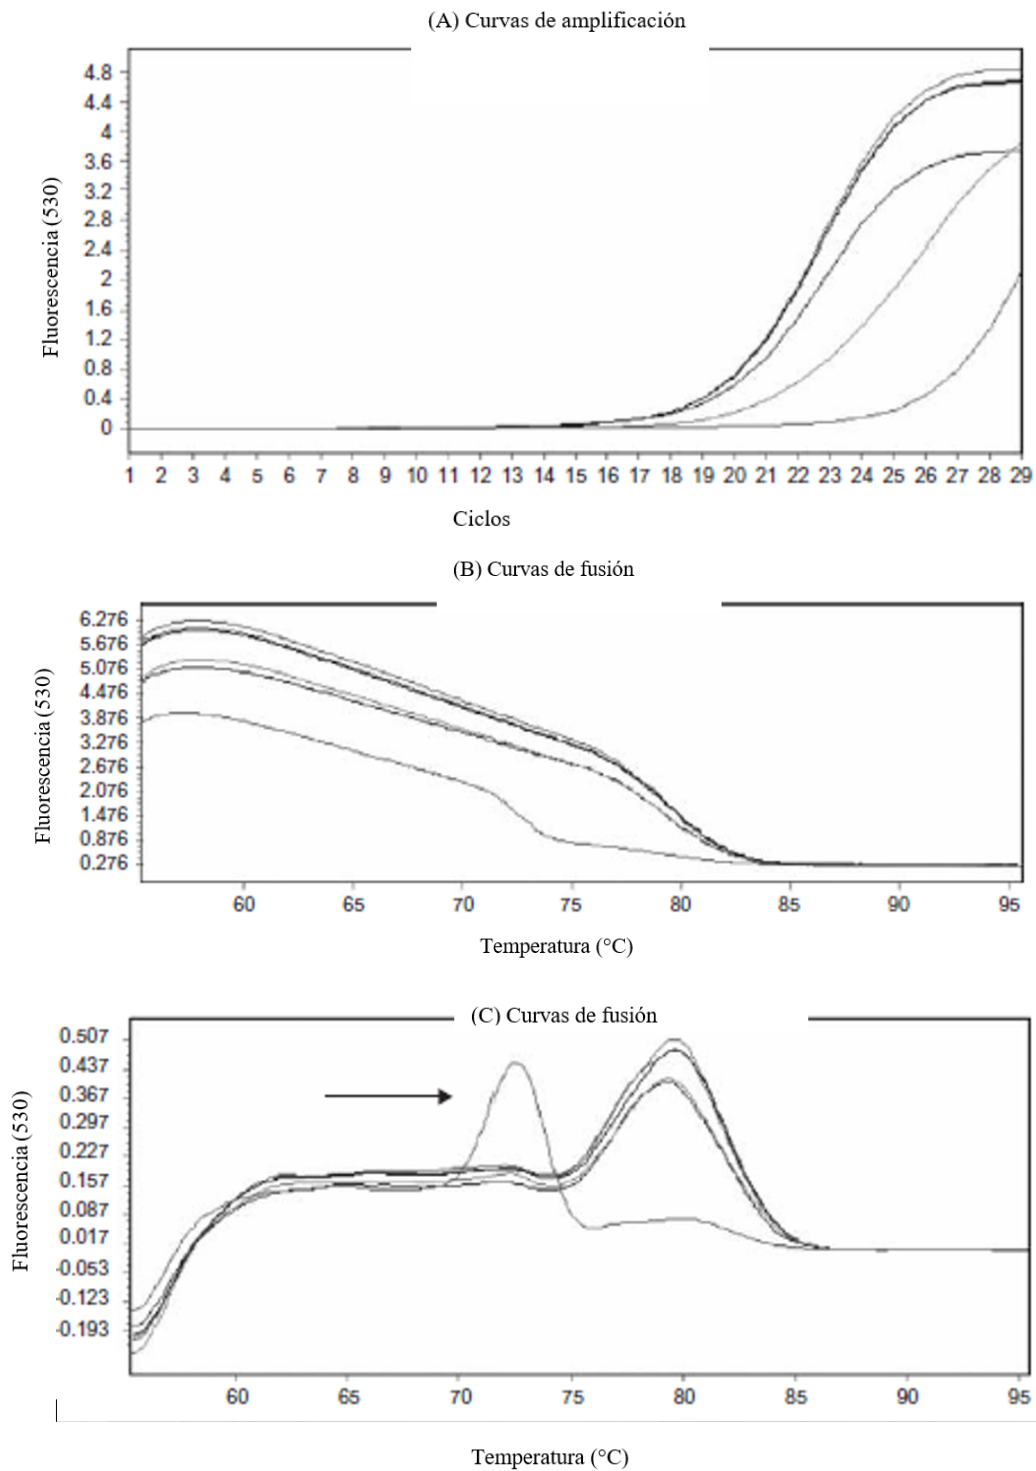 (A) Curvas de amplificación
4.8
4.4
4
3.6
3.2
2.8
2.4
2
1.6
1.2
0.8
0.4
0
Fluorescencia (530)
1 2 3 4 5 6 7 8 9 10 11 12 13 14 15 16 17 18 19 20 21 22 23 24 25 26 27 28 29
Ciclos
(B) Curvas de fusión
6.276
5.676
5.076
4.476
3.876
3.276
2.676
2.076
1.476
0.876
0.276
Fluorescencia (530)
60 65 70 75 80 85 90 95
Temperatura (°C)
(C) Curvas de fusión
0.507
0.437
0.367
0.297
0.227
0.157
0.087
0.017
-0.053
-0.123
-0.193
Fluorescencia (530)
60 65 70 75 80 85 90 95
Temperatura (°C)